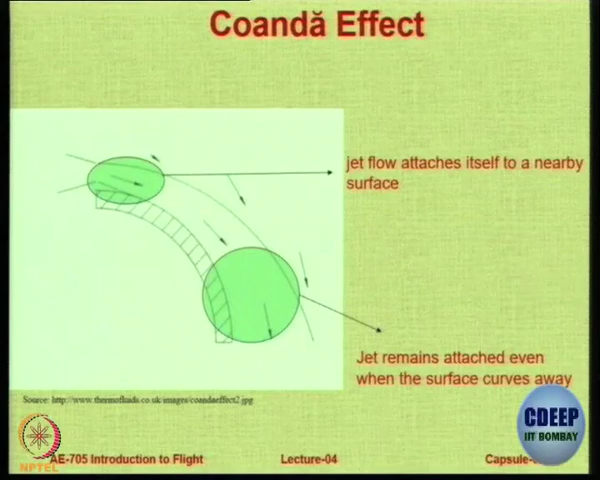 Coandă Effect
jet flow attaches itself to a nearby
surface
Jet remains attached even
when the surface curves away
Source: http://www.thermofluids.co.uk/images/coandaeffect2.jpg
CDEEP
IIT BOMBAY
NPTEL
AE-705 Introduction to Flight
Lecture-04